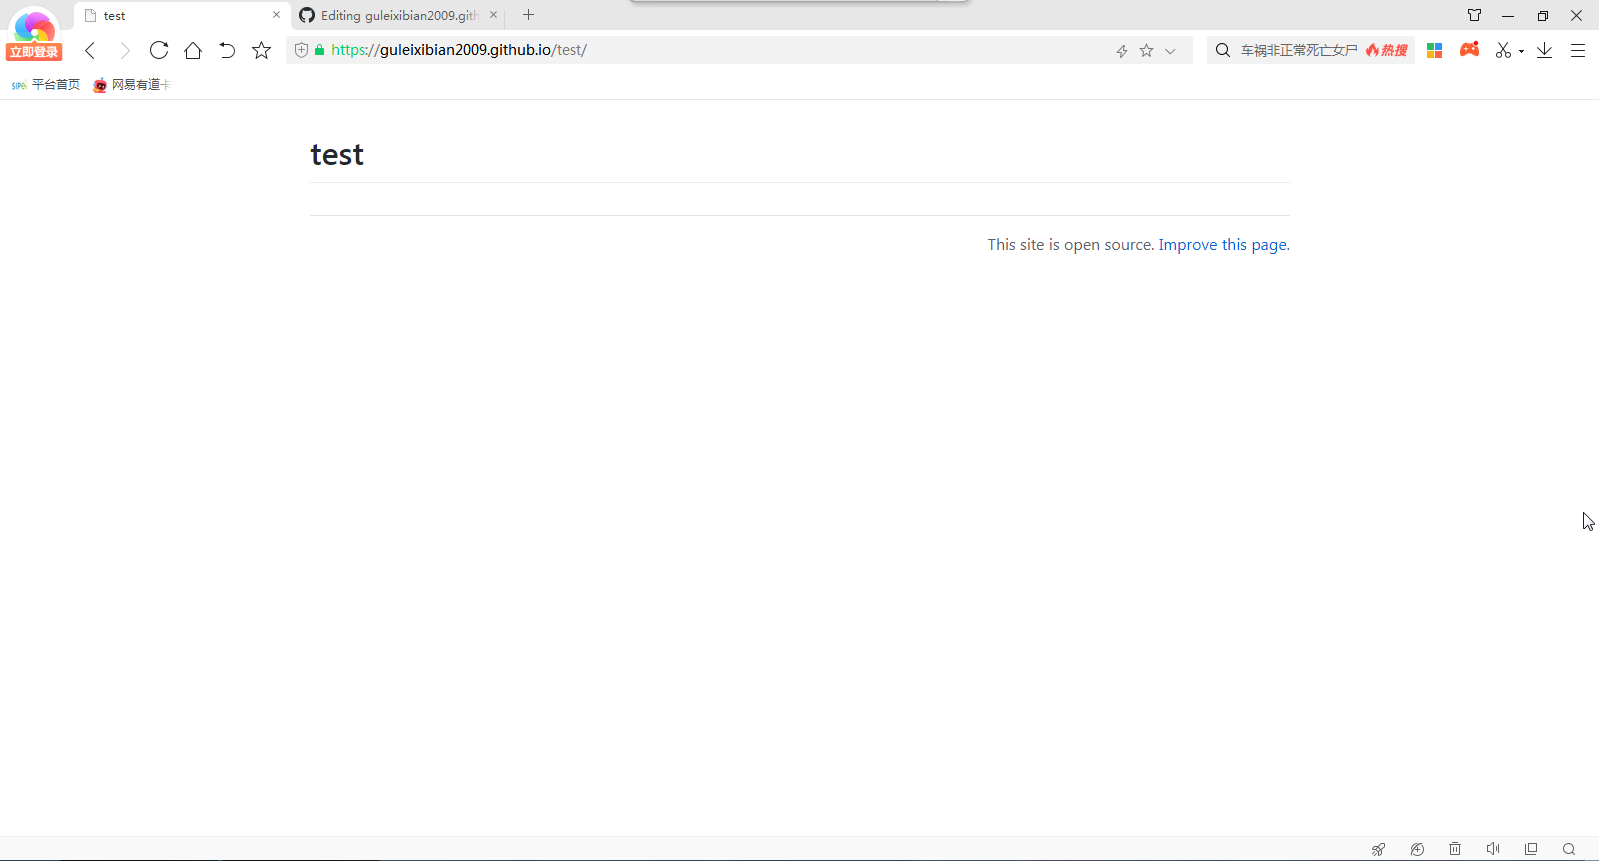 test
Editing guleixibian2009.gith
立即登录
https://guleixibian2009.github.io/test/
车祸非正常死亡女尸
热搜
SIPO 平台首页
网易有道卡
test
This site is open source. Improve this page.